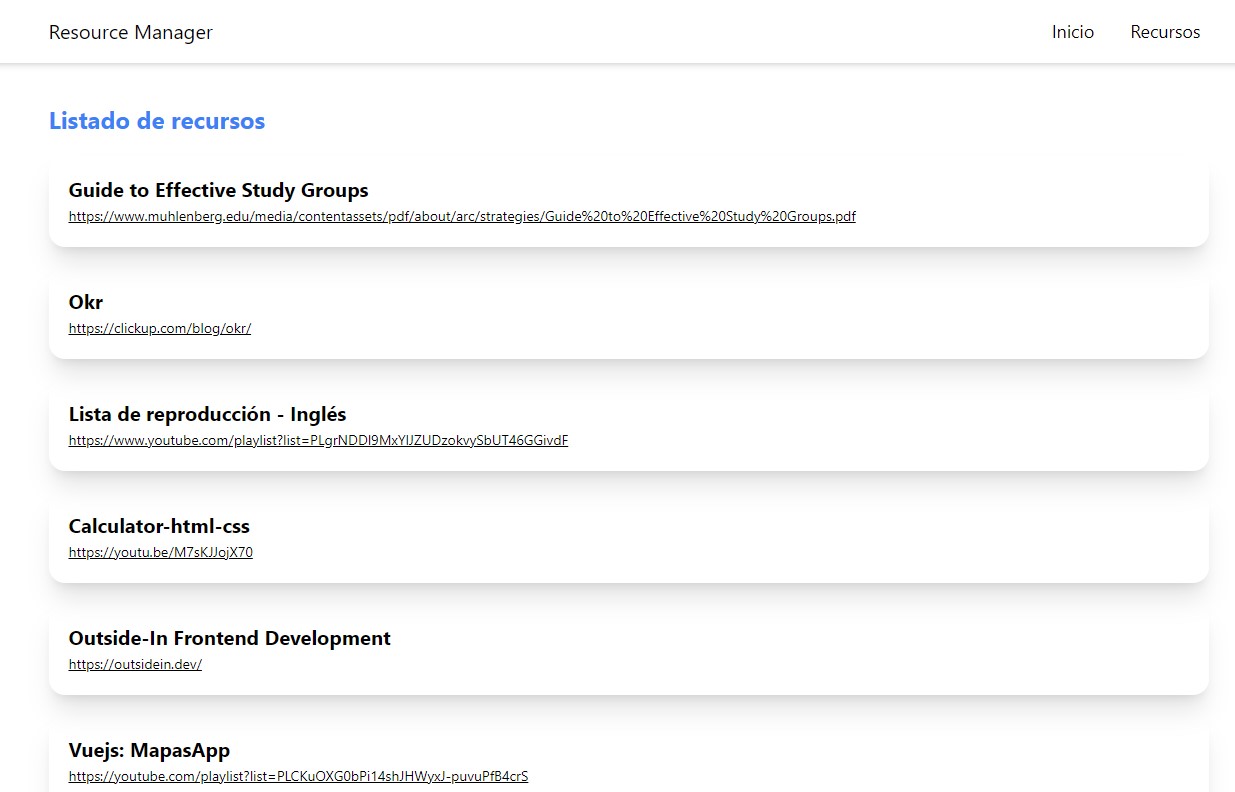 Resource Manager
Inicio
Recursos
Listado de recursos
Guide to Effective Study Groups
https://www.muhlenberg.edu/media/contentassets/pdf/about/arc/strategies/Guide%20to%20Effective%20Study%20Groups.pdf
Okr
https://clickup.com/blog/okr/
Lista de reproducción - Inglés
https://www.youtube.com/playlist?list=PLgrNDDI9MxYlJZUDzokvySbUT46GGivdF
Calculator-html-css
https://youtu.be/M7sKJJojX70
Outside-In Frontend Development
https://outsidein.dev/
Vuejs: MapasApp
https://youtube.com/playlist?list=PLCKuOXG0bPi14shJHWyxJ-puvuPfB4crS